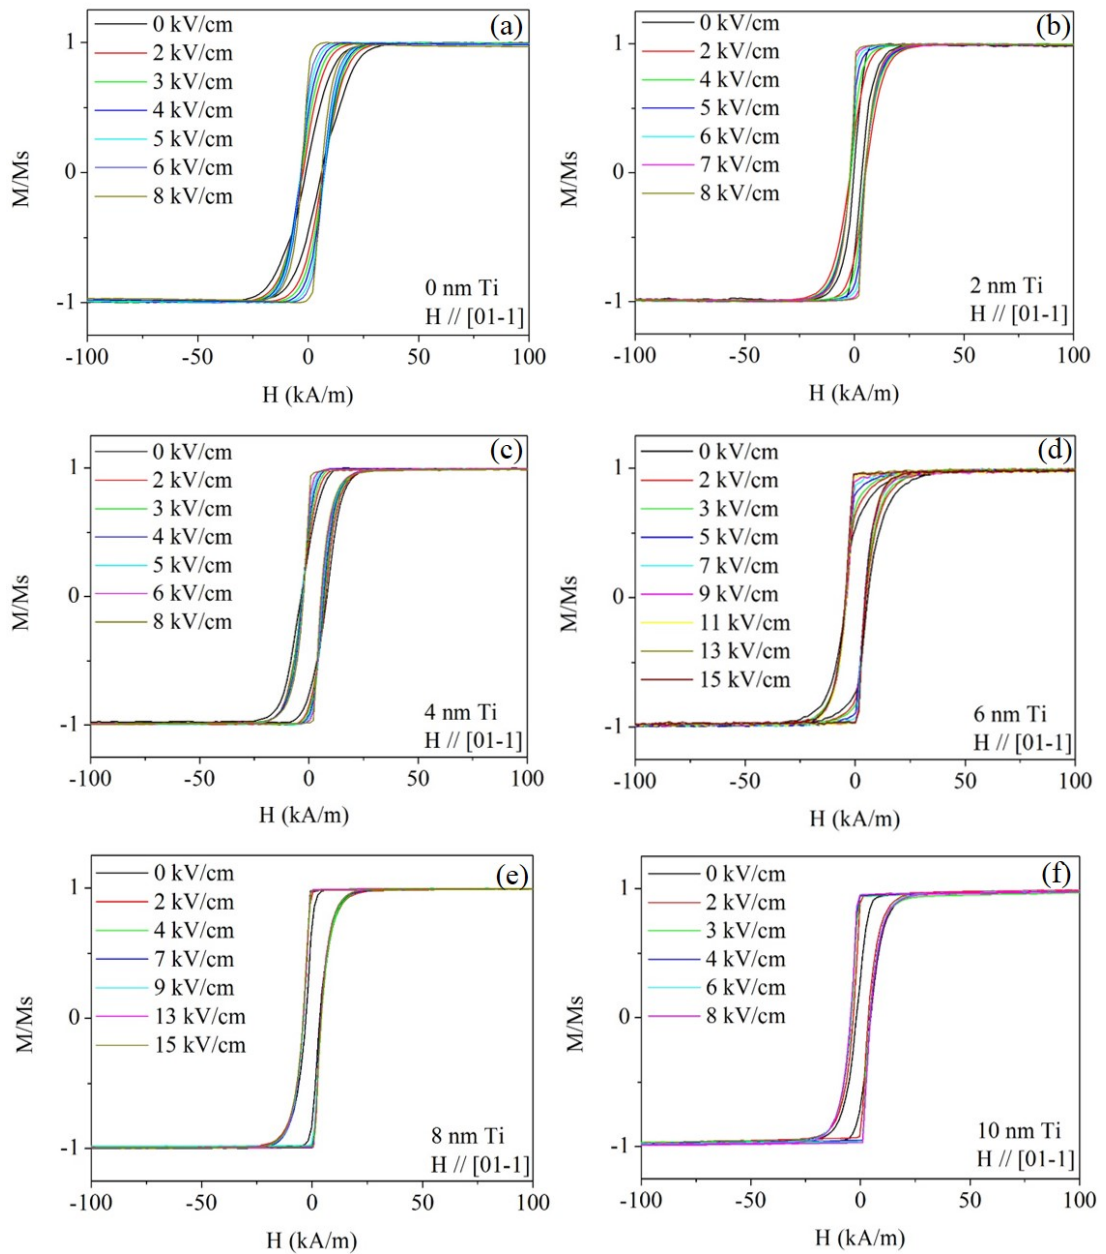 (a)
0 kV/cm
2 kV/cm
3 kV/cm
4 kV/cm
5 kV/cm
6 kV/cm
8 kV/cm
1
0
-1
M/Ms
0 nm Ti
H // [01-1]
-100
-50
0
50
100
H (kA/m)
(b)
0 kV/cm
2 kV/cm
4 kV/cm
5 kV/cm
6 kV/cm
7 kV/cm
8 kV/cm
1
0
-1
M/Ms
2 nm Ti
H // [01-1]
-100
-50
0
50
100
H (kA/m)
(c)
0 kV/cm
2 kV/cm
3 kV/cm
4 kV/cm
5 kV/cm
6 kV/cm
8 kV/cm
1
0
-1
M/Ms
4 nm Ti
H // [01-1]
-100
-50
0
50
100
H (kA/m)
(d)
0 kV/cm
2 kV/cm
3 kV/cm
5 kV/cm
7 kV/cm
9 kV/cm
11 kV/cm
13 kV/cm
15 kV/cm
1
0
-1
M/Ms
6 nm Ti
H // [01-1]
-100
-50
0
50
100
H (kA/m)
(e)
0 kV/cm
2 kV/cm
4 kV/cm
7 kV/cm
9 kV/cm
13 kV/cm
15 kV/cm
1
0
-1
M/Ms
8 nm Ti
H // [01-1]
-100
-50
0
50
100
H (kA/m)
(f)
0 kV/cm
2 kV/cm
3 kV/cm
4 kV/cm
6 kV/cm
8 kV/cm
1
0
-1
M/Ms
10 nm Ti
H // [01-1]
-100
-50
0
50
100
H (kA/m)